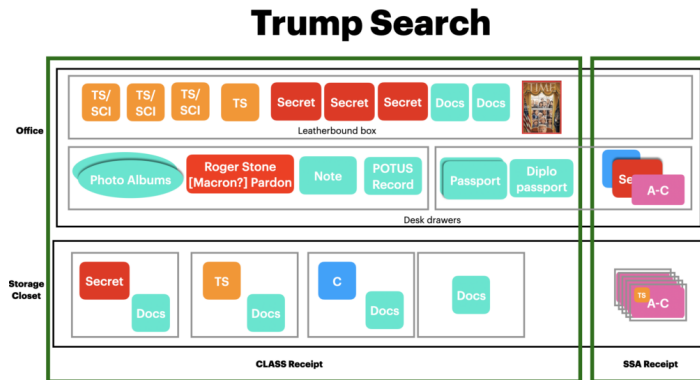 Trump Search
Office
TS/
SCI
TS/
SCI
TS/
SCI
TS
Secret
Secret
Secret
Docs
Docs
TIME
Leatherbound box
Photo Albums
Roger Stone
[Macron?] Pardon
Note
POTUS
Record
Passport
Diplo
passport
Se
A-C
Desk drawers
Storage
Closet
Secret
Docs
TS
Docs
C
Docs
Docs
TS
A-C
CLASS Receipt
SSA Receipt